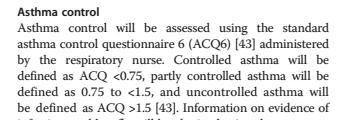 Asthma control
Asthma control will be assessed using the standard
asthma control questionnaire 6 (ACQ6) [43] administered
by the respiratory nurse. Controlled asthma will be
defined as ACQ <0.75, partly controlled asthma will be
defined as 0.75 to <1.5, and uncontrolled asthma will
be defined as ACQ >1.5 [43]. Information on evidence of